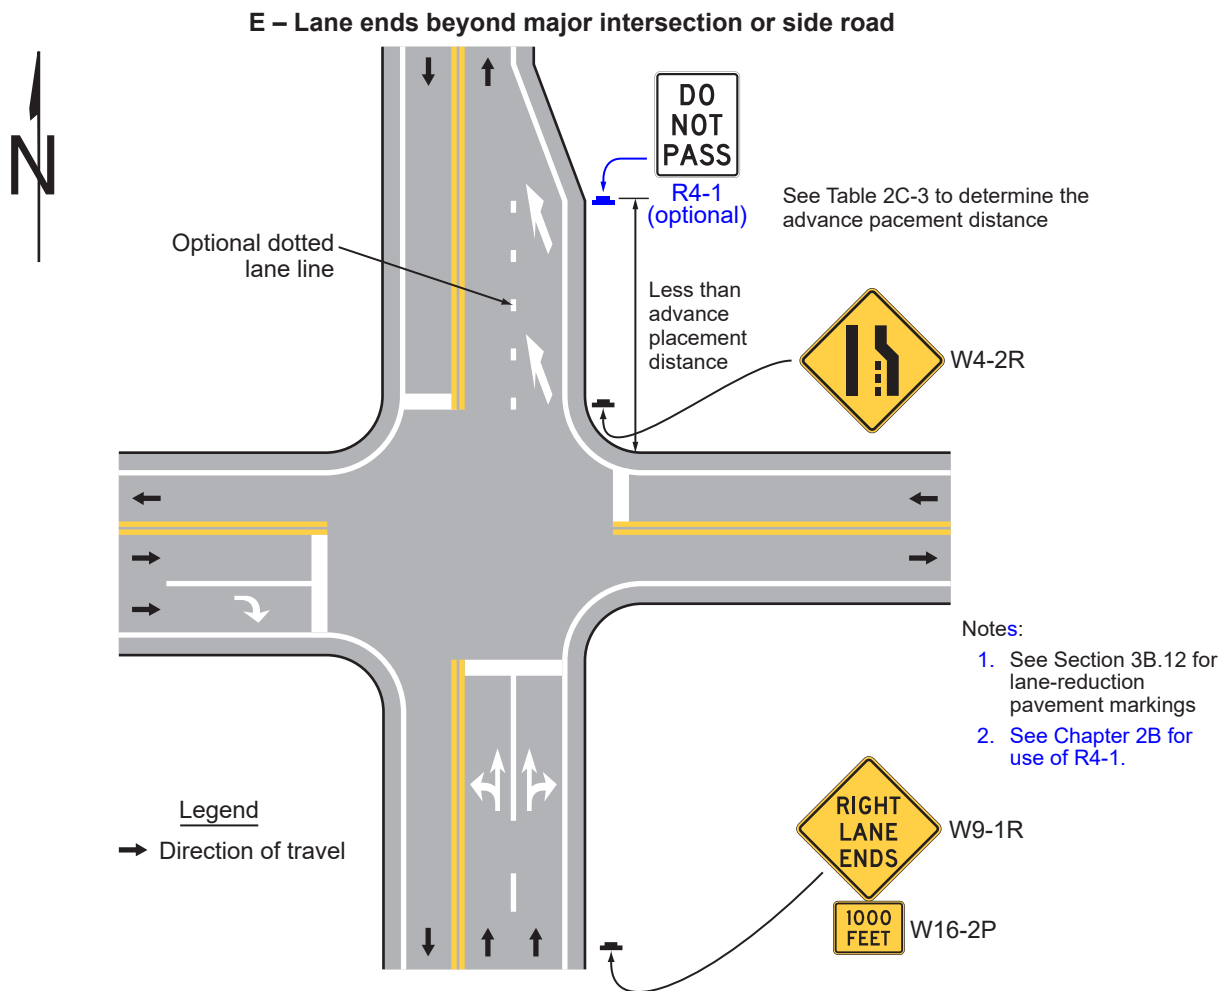 E – Lane ends beyond major intersection or side road
N
DO
NOT
PASS
R4-1
(optional)
See Table 2C-3 to determine the
advance pacement distance
Optional dotted
lane line
Less than
advance
placement
distance
W4-2R
Notes:
1. See Section 3B.12 for
lane-reduction
pavement markings
2. See Chapter 2B for
use of R4-1.
RIGHT
LANE
ENDS
W9-1R
1000
FEET
W16-2P
Legend
Direction of travel